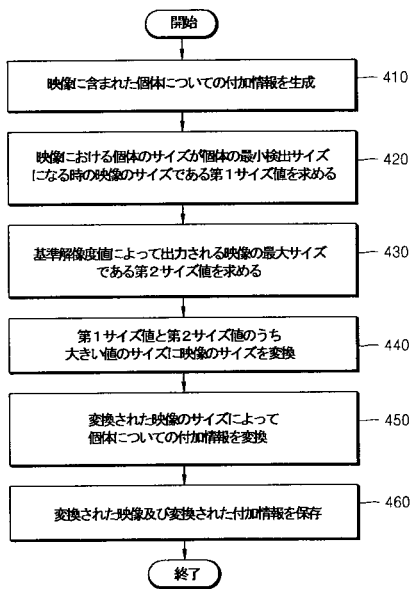 開始
映像に含まれた個体についての付加情報を生成
410
映像における個体のサイズが個体の最小検出サイズ
になる時の映像のサイズである第1サイズ値を求める
420
基準解像度値によって出力される映像の最大サイズ
である第2サイズ値を求める
430
第1サイズ値と第2サイズ値のうち
大きい値のサイズに映像のサイズを変換
440
変換された映像のサイズによって
個体についての付加情報を変換
450
変換された映像及び変換された付加情報を保存
460
終了